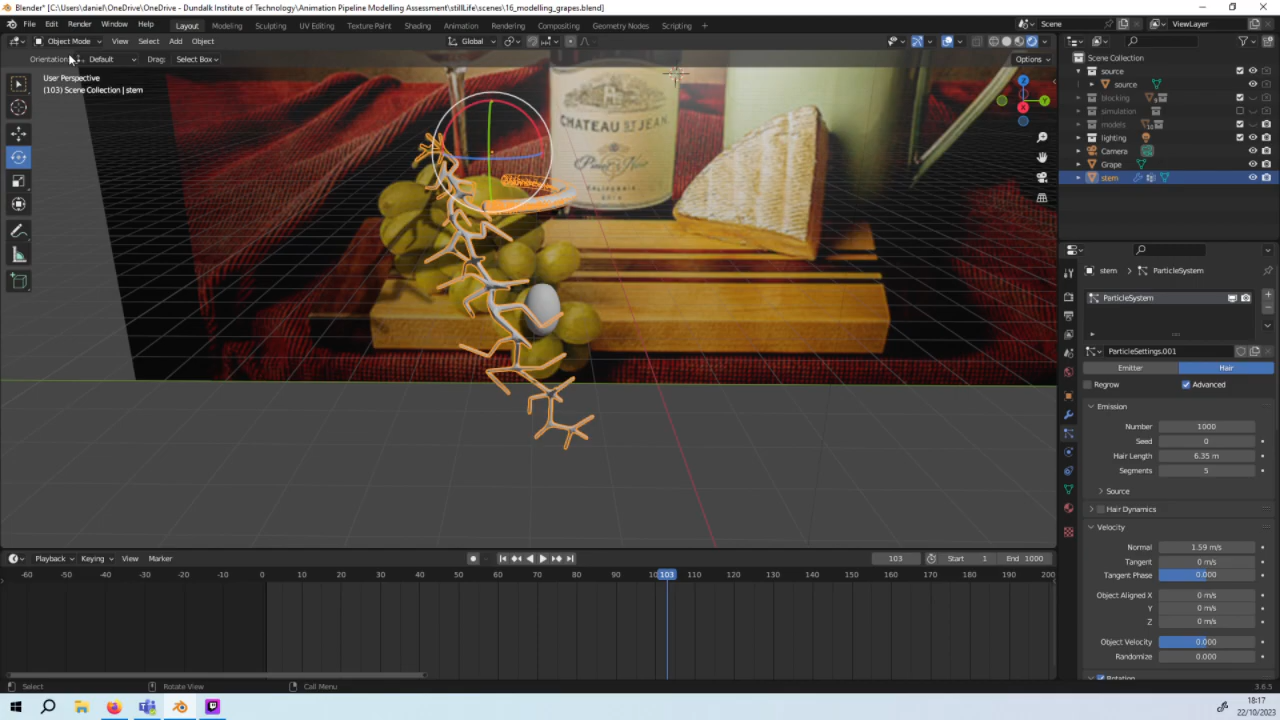 Blender* [C:\Users\daniel\OneDrive\OneDrive - Dundalk Institute of Technology\Animation Pipeline Modelling Assessment\stillLife\scenes\16_modelling_grapes.blend]
File Edit Render Window Help Layout Modeling Sculpting UV Editing Texture Paint Shading Animation Rendering Compositing Geometry Nodes Scripting Scene ViewLayer
Object Mode View Select Add Object Global
Orientation: Default Drag: Select Box Options
User Perspective
(103) Scene Collection | stem
X
Y
Z
CHATEAU ST JEAN
CALIFORNIA
Scene Collection
source
source
blocking
simulation
models
lighting
Camera
Grape
stem
stem ParticleSystem
ParticleSystem
ParticleSettings.001
Emitter Hair
Regrow Advanced
Emission
Number 1000
Seed 0
Hair Length 6.35 m
Segments 5
Source
Hair Dynamics
Velocity
Normal 1.59 m/s
Tangent 0 m/s
Tangent Phase 0.000
Object Aligned X 0 m/s
Y 0 m/s
Z 0 m/s
Object Velocity 0.000
Randomize 0.000
Rotation
Playback Keying View Marker 103 Start 1 End 1000
-60 -50 -40 -30 -20 -10 0 10 20 30 40 50 60 70 80 90 103 110 120 130 140 150 160 170 180 190 200
Select Rotate View Call Menu 3.6.5
18:17
22/10/2023